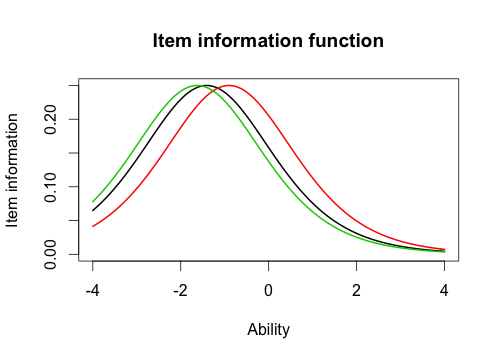 Item information function
Item information
0.20
0.10
0.00
-4 -2 0 2 4
Ability